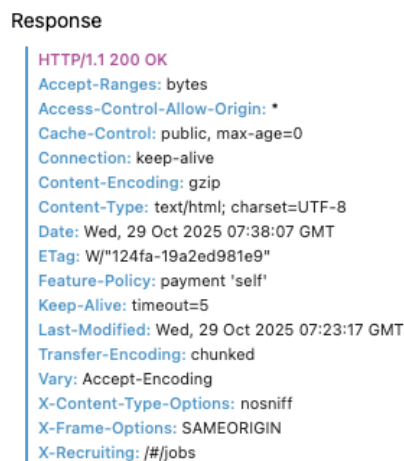 Response
HTTP/1.1 200 OK
Accept-Ranges: bytes
Access-Control-Allow-Origin: *
Cache-Control: public, max-age=0
Connection: keep-alive
Content-Encoding: gzip
Content-Type: text/html; charset=UTF-8
Date: Wed, 29 Oct 2025 07:38:07 GMT
ETag: W/"124fa-19a2ed981e9"
Feature-Policy: payment 'self'
Keep-Alive: timeout=5
Last-Modified: Wed, 29 Oct 2025 07:23:17 GMT
Transfer-Encoding: chunked
Vary: Accept-Encoding
X-Content-Type-Options: nosniff
X-Frame-Options: SAMEORIGIN
X-Recruiting: /#/jobs